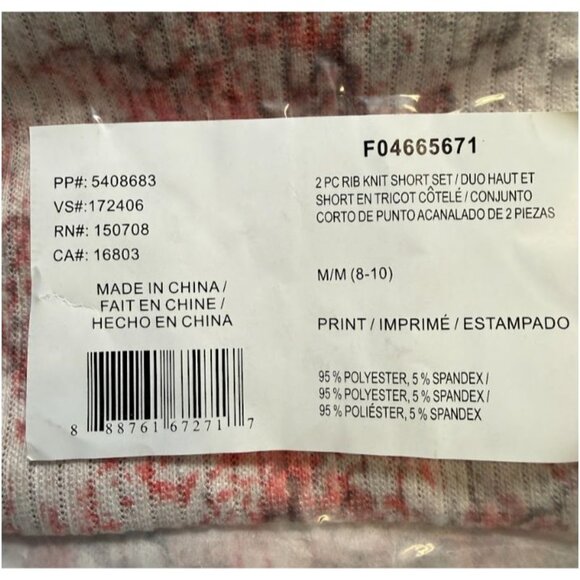 F04665671
PP#: 5408683
VS#:172406
RN#: 150708
CA#: 16803
MADE IN CHINA /
FAIT EN CHINE /
HECHO EN CHINA
8 88761 67271 7
2 PC RIB KNIT SHORT SET / DUO HAUT ET
SHORT EN TRICOT CÔTELÉ / CONJUNTO
CORTO DE PUNTO ACANALADO DE 2 PIEZAS
M/M (8-10)
PRINT / IMPRIMÉ / ESTAMPADO
95 % POLYESTER, 5 % SPANDEX /
95 % POLYESTER, 5 % SPANDEX /
95 % POLIÉSTER, 5 % SPANDEX